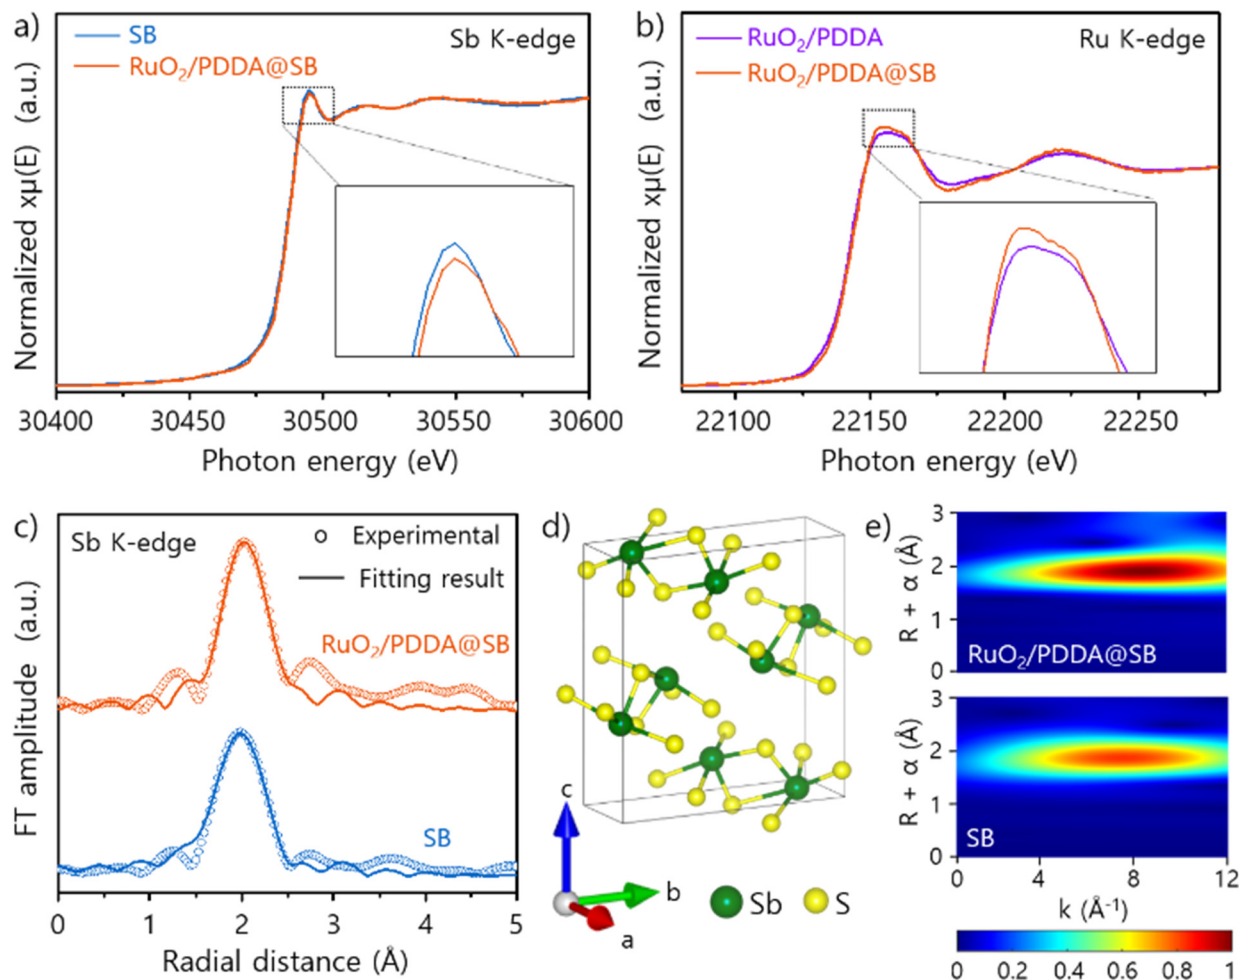 a)
SB
RuO₂/PDDA@SB
Sb K-edge
Normalized xμ(E) (a.u.)
30400 30450 30500 30550 30600
Photon energy (eV)
b)
RuO₂/PDDA
RuO₂/PDDA@SB
Ru K-edge
Normalized xμ(E) (a.u.)
22100 22150 22200 22250
Photon energy (eV)
c)
Sb K-edge
Experimental
Fitting result
RuO₂/PDDA@SB
SB
FT amplitude (a.u.)
0 1 2 3 4 5
Radial distance (Å)
d)
c
b
a
Sb
S
e)
R + α (Å)
3
2
1
0
RuO₂/PDDA@SB
R + α (Å)
3
2
1
0
SB
0 4 8 12
k (Å⁻¹)
0 0.2 0.4 0.6 0.8 1